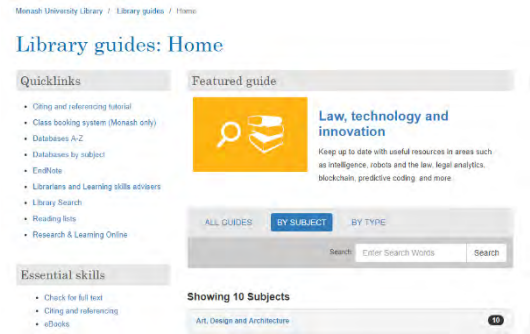 Monash University Library / Library guides / Home
Library guides: Home
Quicklinks
Citing and referencing tutorial
Class booking system (Monash only)
Databases A-Z
Databases by subject
EndNote
Librarians and Learning skills advisers
Library Search
Reading lists
Research & Learning Online
Essential skills
Check for full text
Citing and referencing
eBooks
Featured guide
Law, technology and
innovation
Keep up to date with useful resources in areas such
as intelligence, robots and the law, legal analytics,
blockchain, predictive coding, and more.
ALL GUIDES BY SUBJECT BY TYPE
Search Enter Search Words Search
Showing 10 Subjects
Art, Design and Architecture 10